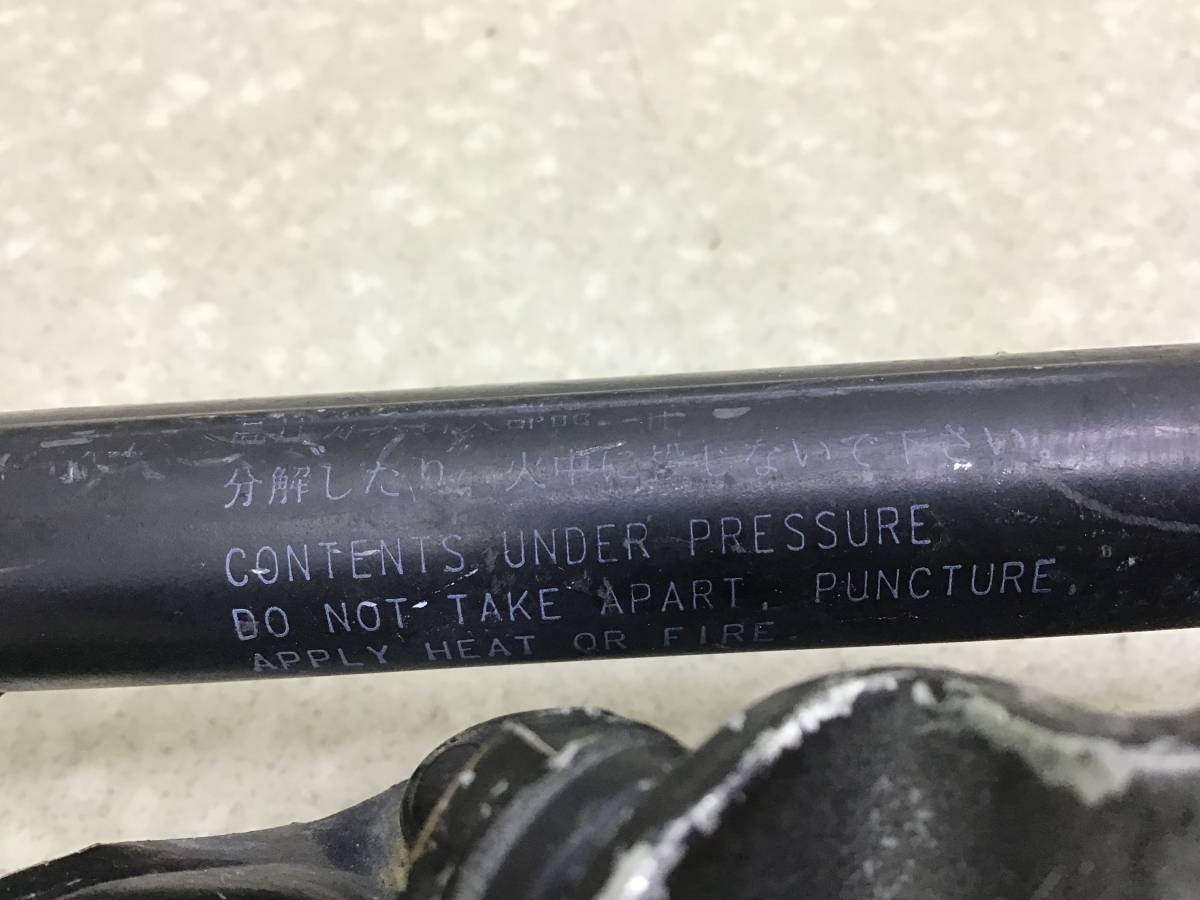 分解したり、火中に投じないで下さい。
CONTENTS UNDER PRESSURE
DO NOT TAKE APART, PUNCTURE,
APPLY HEAT OR FIRE.